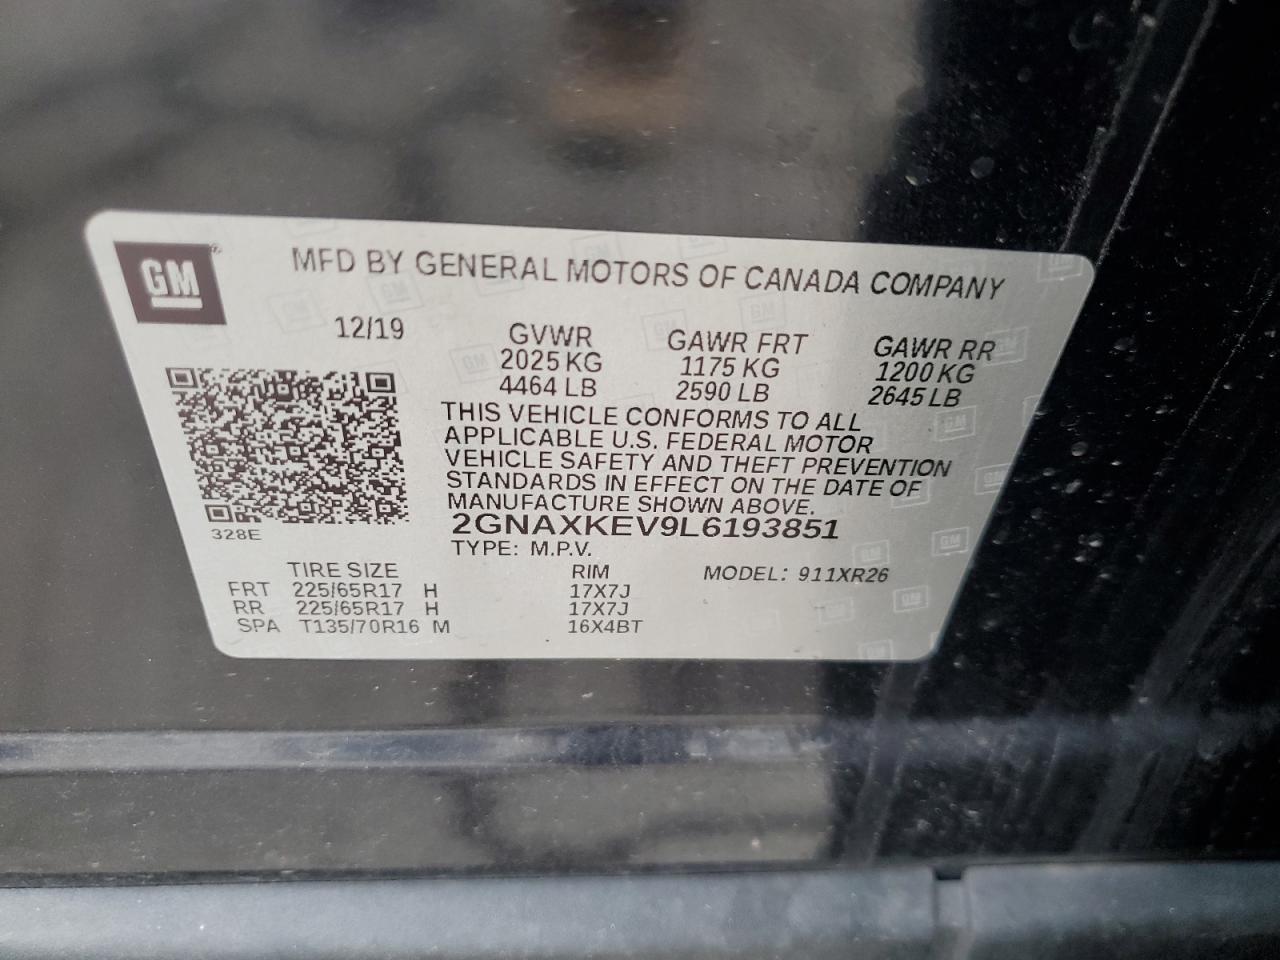 GM
MFD BY GENERAL MOTORS OF CANADA COMPANY
12/19 GVWR GAWR FRT GAWR RR
2025 KG 1175 KG 1200 KG
4464 LB 2590 LB 2645 LB
THIS VEHICLE CONFORMS TO ALL
APPLICABLE U.S. FEDERAL MOTOR
VEHICLE SAFETY AND THEFT PREVENTION
STANDARDS IN EFFECT ON THE DATE OF
MANUFACTURE SHOWN ABOVE.
2GNAXKEV9L6193851
328E
TYPE: M.P.V.
TIRE SIZE RIM MODEL: 911XR26
FRT 225/65R17 H 17X7J
RR 225/65R17 H 17X7J
SPA T135/70R16 M 16X4BT